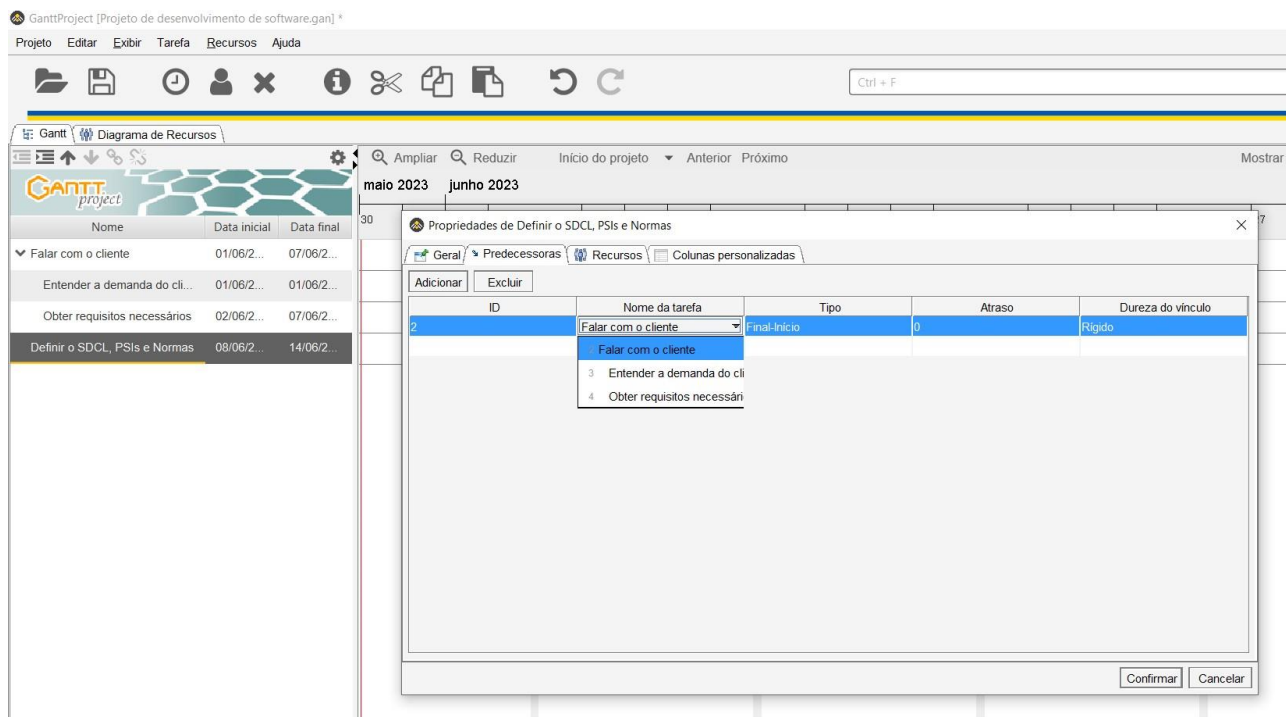 GanttProject [Projeto de desenvolvimento de software.gan] *
Projeto Editar Exibir Tarefa Recursos Ajuda
Ctrl + F
Gantt Diagrama de Recursos
Ampliar Reduzir Início do projeto Anterior Próximo Mostrar
GANTT project
maio 2023 junho 2023
Nome Data inicial Data final
30
Falar com o cliente 01/06/2... 07/06/2...
Entender a demanda do cli... 01/06/2... 01/06/2...
Obter requisitos necessários 02/06/2... 07/06/2...
Definir o SDCL, PSIs e Normas 08/06/2... 14/06/2...
Propriedades de Definir o SDCL, PSIs e Normas
Geral Predecessoras Recursos Colunas personalizadas
Adicionar Excluir
ID Nome da tarefa Tipo Atraso Dureza do vínculo
2 Falar com o cliente Final-Início 0 Rígido
2 Falar com o cliente
3 Entender a demanda do cli
4 Obter requisitos necessári
Confirmar Cancelar